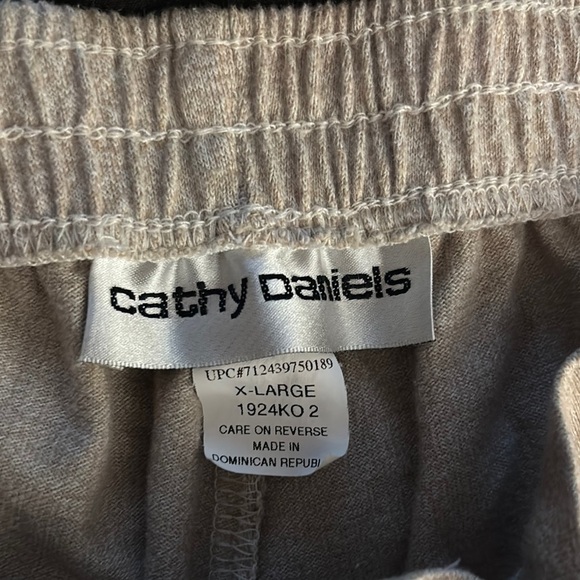 cathy Daniels
UPC#712439750189
X-LARGE
1924KO 2
CARE ON REVERSE
MADE IN
DOMINICAN REPUBI